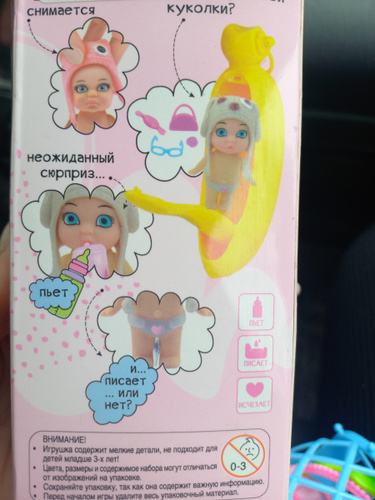 снимается
куколки?
неожиданный
сюрприз...
пьет
и...
писает
... или
нет?
ПЬЕТ
ПИСАЕТ
ИСЧЕЗАЕТ
ВНИМАНИЕ!
• Игрушка содержит мелкие детали, не подходит для
детей младше 3-х лет!
• Цвета, размеры и содержимое набора могут отличаться
от изображений на упаковке.
• Сохраняйте упаковку, так как она содержит важную информацию.
• Перед началом игры удалите весь упаковочный материал.
0-3